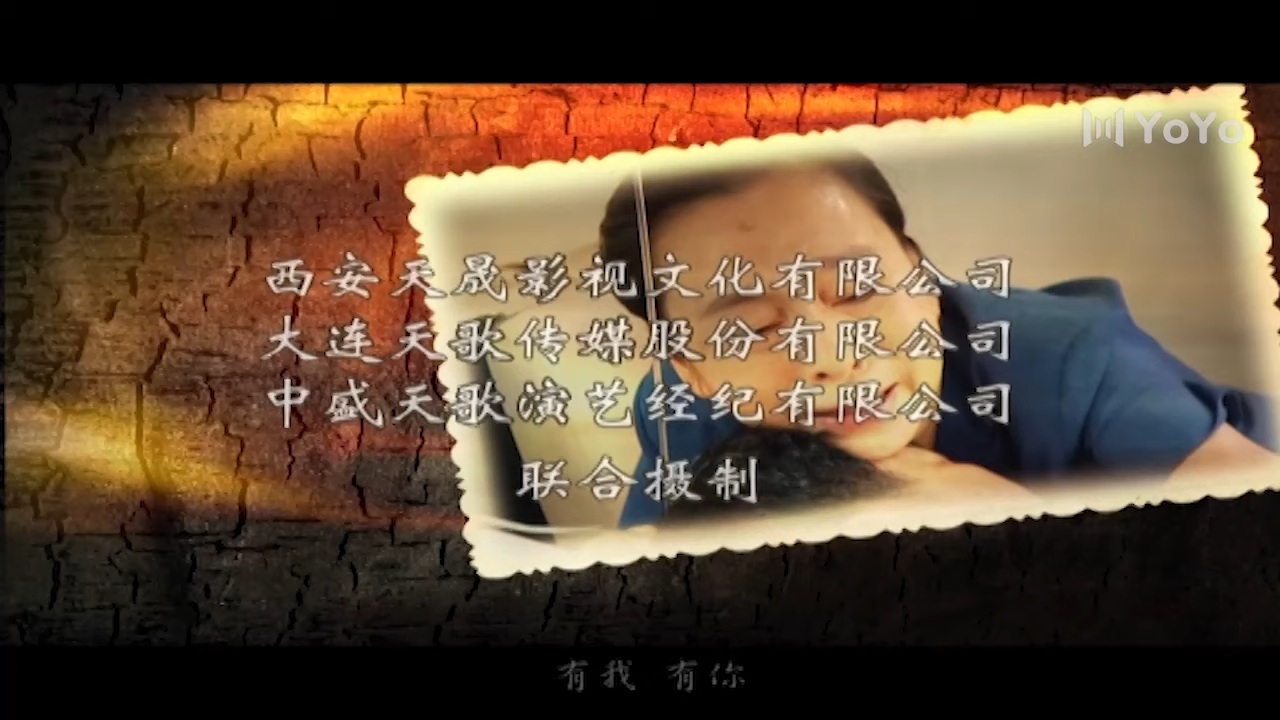 YOYO
西安天晟影视文化有限公司
大连天歌传媒股份有限公司
中盛天歌演艺经纪有限公司
联合摄制
有我 有你